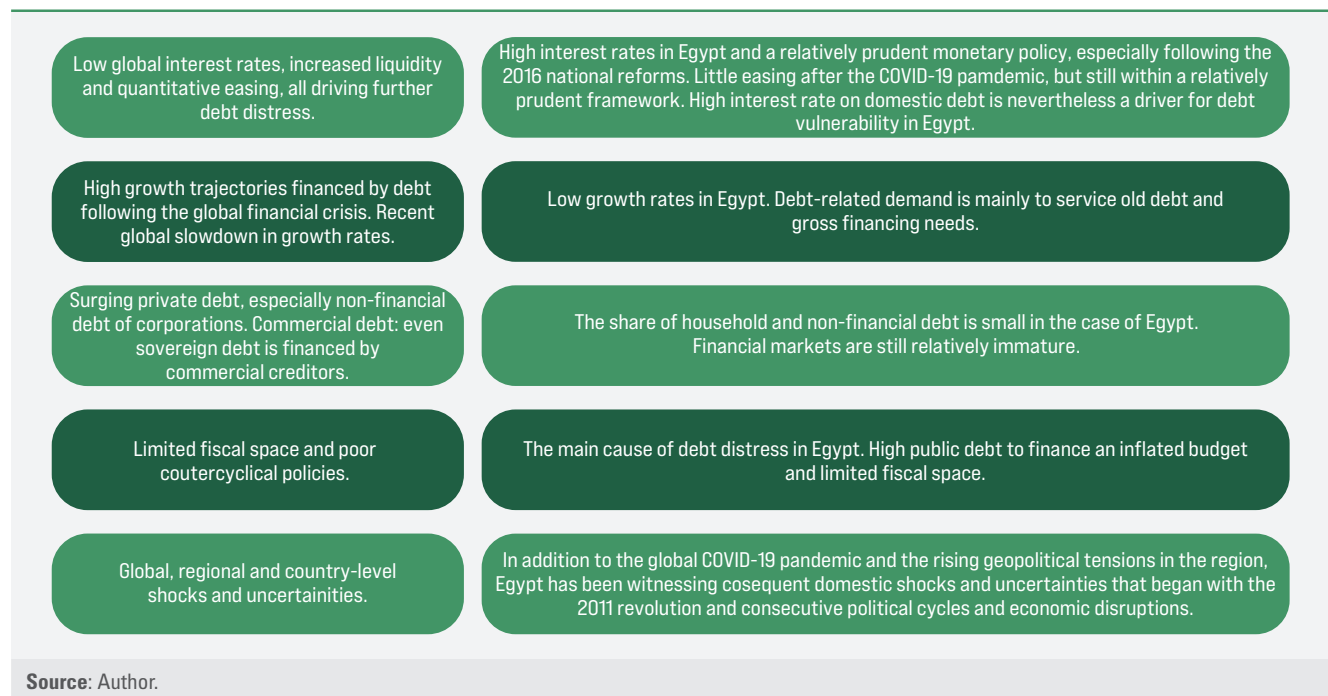 Low global interest rates, increased liquidity
and quantitative easing, all driving further
debt distress.
High interest rates in Egypt and a relatively prudent monetary policy, especially following the
2016 national reforms. Little easing after the COVID-19 pamdemic, but still within a relatively
prudent framework. High interest rate on domestic debt is nevertheless a driver for debt
vulnerability in Egypt.
High growth trajectories financed by debt
following the global financial crisis. Recent
global slowdown in growth rates.
Low growth rates in Egypt. Debt-related demand is mainly to service old debt and
gross financing needs.
Surging private debt, especially non-financial
debt of corporations. Commercial debt: even
sovereign debt is financed by
commercial creditors.
The share of household and non-financial debt is small in the case of Egypt.
Financial markets are still relatively immature.
Limited fiscal space and poor
coutercyclical policies.
The main cause of debt distress in Egypt. High public debt to finance an inflated budget
and limited fiscal space.
Global, regional and country-level
shocks and uncertainities.
In addition to the global COVID-19 pandemic and the rising geopolitical tensions in the region,
Egypt has been witnessing cosequent domestic shocks and uncertainties that began with the
2011 revolution and consecutive political cycles and economic disruptions.
Source: Author.